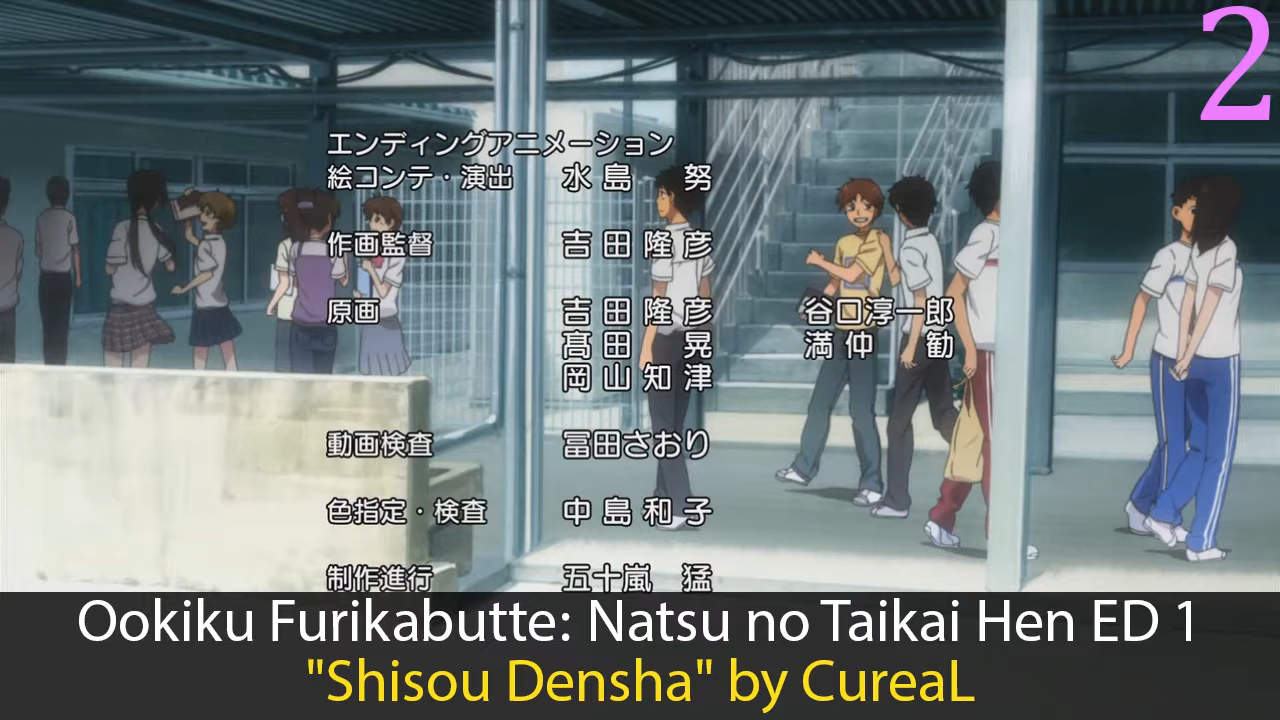 2
エンディングアニメーション
絵コンテ・演出 水島 努
作画監督 吉田隆彦
原画 吉田隆彦 谷口淳一郎
髙田 晃 満仲 勧
岡山知津
動画検査 冨田さおり
色指定・検査 中島和子
制作進行 五十嵐 猛
Ookiku Furikabutte: Natsu no Taikai Hen ED 1
"Shisou Densha" by CureaL